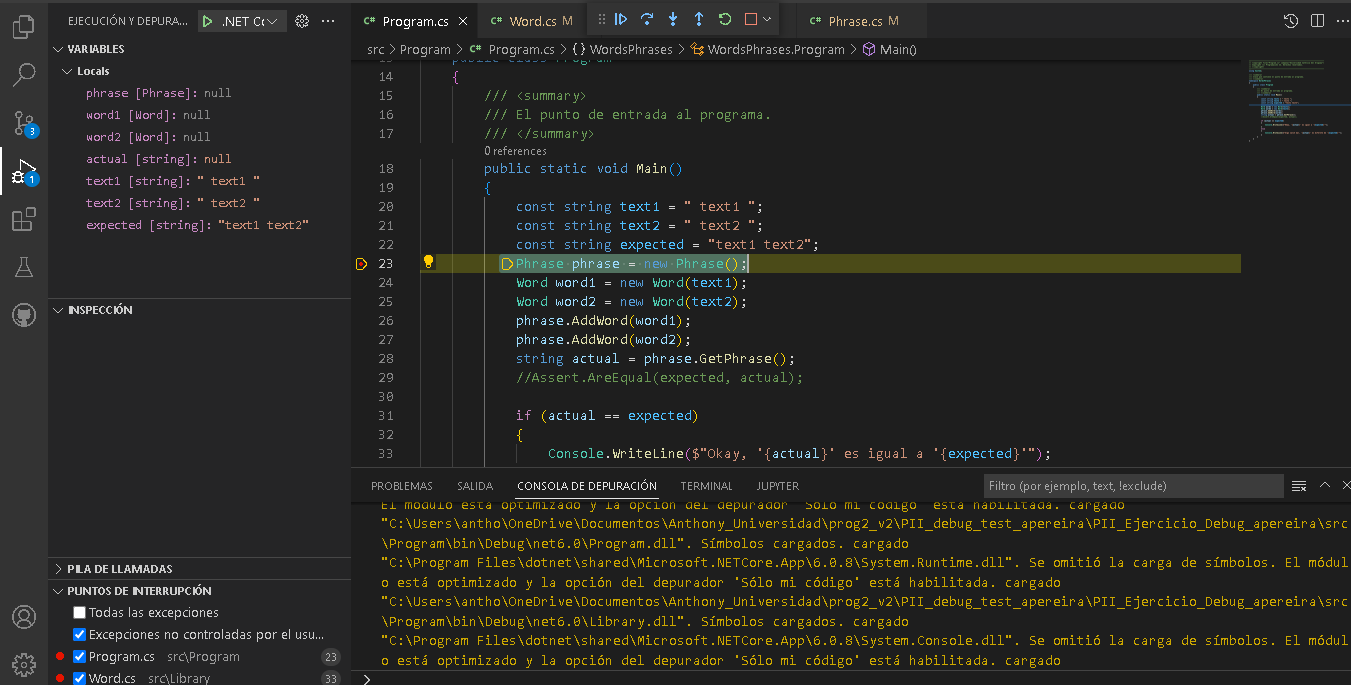 EJECUCIÓN Y DEPURA... .NET Cc
Program.cs Word.cs M Phrase.cs M
src > Program > Program.cs > {} WordsPhrases > WordsPhrases.Program > Main()
VARIABLES
Locals
phrase [Phrase]: null
word1 [Word]: null
word2 [Word]: null
actual [string]: null
text1 [string]: " text1 "
text2 [string]: " text2 "
expected [string]: "text1 text2"
INSPECCIÓN
PILA DE LLAMADAS
PUNTOS DE INTERRUPCIÓN
Todas las excepciones
Excepciones no controladas por el usu...
Program.cs src\Program 23
Word.cs src\Library 33
3
1
13 public class Program
14 {
15 /// <summary>
16 /// El punto de entrada al programa.
17 /// </summary>
0 references
18 public static void Main()
19 {
20 const string text1 = " text1 ";
21 const string text2 = " text2 ";
22 const string expected = "text1 text2";
23 Phrase phrase = new Phrase();
24 Word word1 = new Word(text1);
25 Word word2 = new Word(text2);
26 phrase.AddWord(word1);
27 phrase.AddWord(word2);
28 string actual = phrase.GetPhrase();
29 //Assert.AreEqual(expected, actual);
30
31 if (actual == expected)
32 {
33 Console.WriteLine($"Okay, '{actual}' es igual a '{expected}'");
PROBLEMAS SALIDA CONSOLA DE DEPURACIÓN TERMINAL JUPYTER Filtro (por ejemplo, text, !exclude)
El módulo está optimizado y la opción del depurador 'Sólo mi código' está habilitada. cargado
"C:\Users\antho\OneDrive\Documentos\Anthony_Universidad\prog2_v2\PII_debug_test_apereira\PII_Ejercicio_Debug_apereira\src
\Program\bin\Debug\net6.0\Program.dll". Símbolos cargados. cargado
"C:\Program Files\dotnet\shared\Microsoft.NETCore.App\6.0.8\System.Runtime.dll". Se omitió la carga de símbolos. El módul
o está optimizado y la opción del depurador 'Sólo mi código' está habilitada. cargado
"C:\Users\antho\OneDrive\Documentos\Anthony_Universidad\prog2_v2\PII_debug_test_apereira\PII_Ejercicio_Debug_apereira\src
\Program\bin\Debug\net6.0\Library.dll". Símbolos cargados. cargado
"C:\Program Files\dotnet\shared\Microsoft.NETCore.App\6.0.8\System.Console.dll". Se omitió la carga de símbolos. El módul
o está optimizado y la opción del depurador 'Sólo mi código' está habilitada. cargado